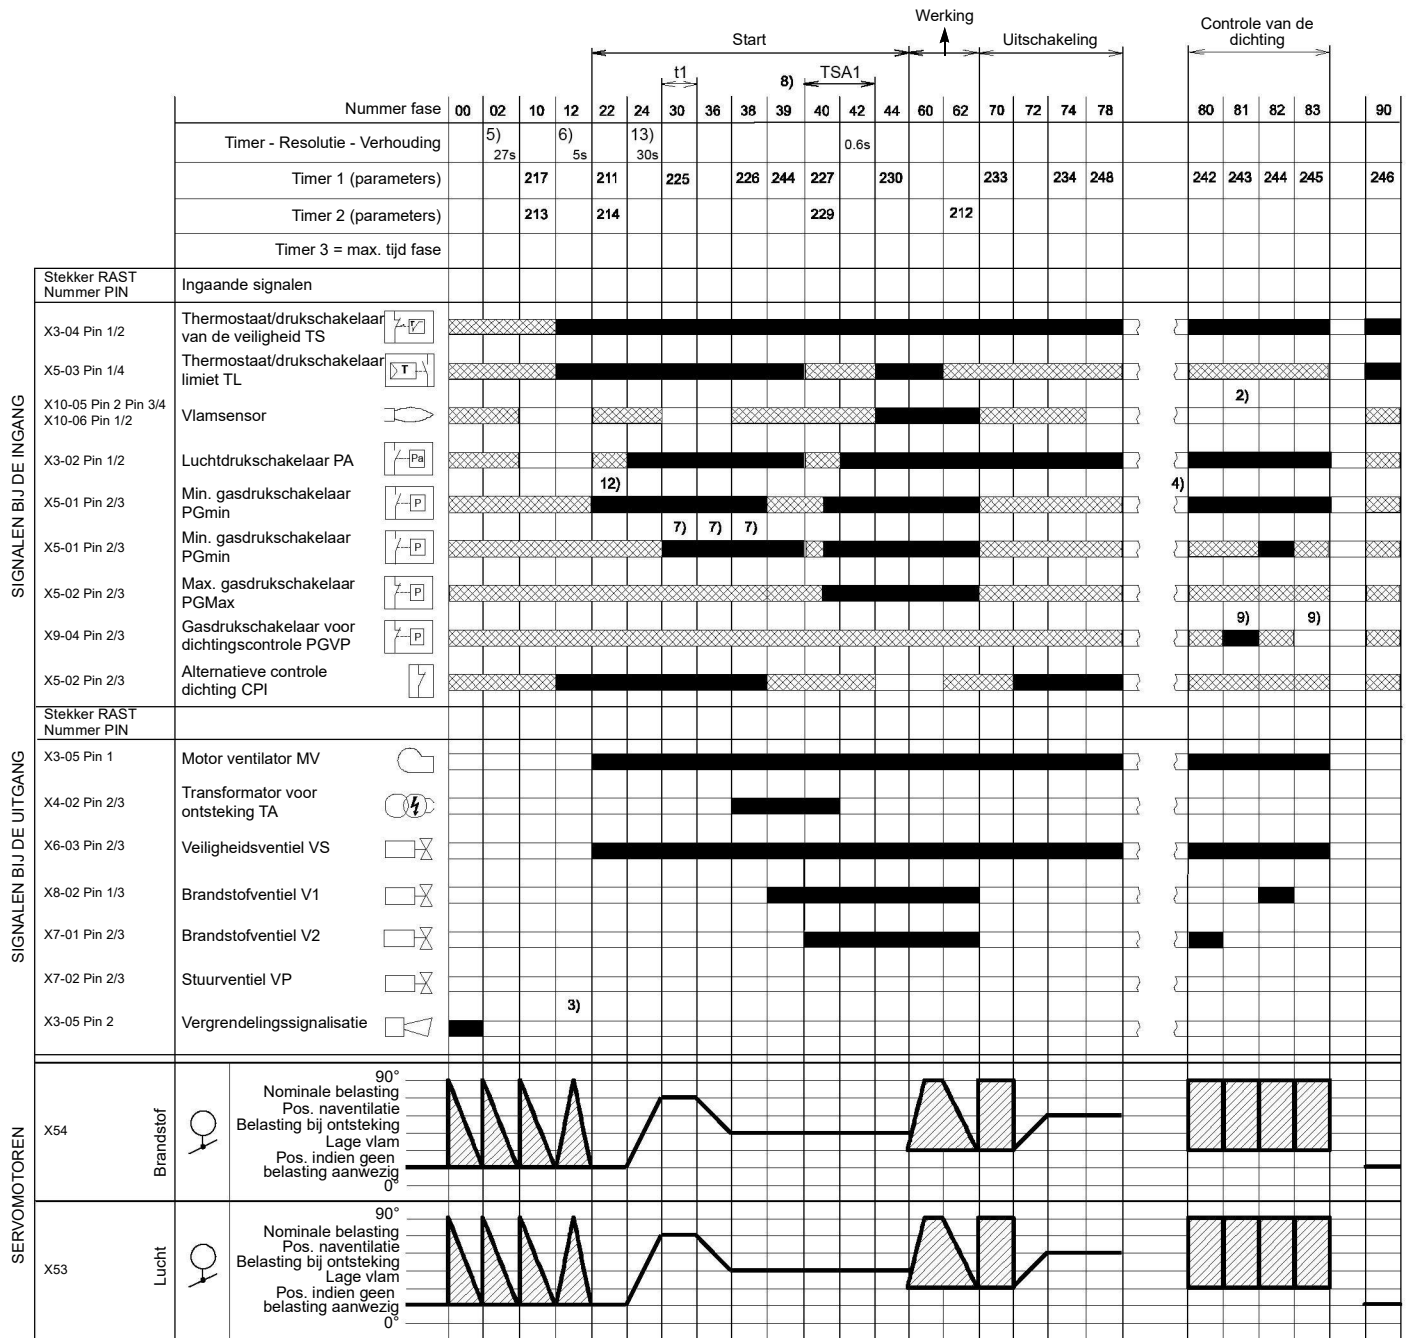 Werking
Start
Uitschakeling
Controle van de
dichting
t1
8)
TSA1
Nummer fase 00 02 10 12 22 24 30 36 38 39 40 42 44 60 62 70 72 74 78 80 81 82 83 90
Timer - Resolutie - Verhouding 5) 27s 6) 5s 13) 30s 0.6s
Timer 1 (parameters) 217 211 225 226 244 227 230 233 234 248 242 243 244 245 246
Timer 2 (parameters) 213 214 229 212
Timer 3 = max. tijd fase
Stekker RAST
Nummer PIN
Ingaande signalen
SIGNALEN BIJ DE INGANG
X3-04 Pin 1/2
Thermostaat/drukschakelaar
van de veiligheid TS
X5-03 Pin 1/4
Thermostaat/drukschakelaar
limiet TL
T
X10-05 Pin 2 Pin 3/4
X10-06 Pin 1/2
Vlamsensor
2)
X3-02 Pin 1/2
Luchtdrukschakelaar PA
Pa
12)
4)
X5-01 Pin 2/3
Min. gasdrukschakelaar
PGmin
P
7) 7) 7)
X5-01 Pin 2/3
Min. gasdrukschakelaar
PGmin
P
X5-02 Pin 2/3
Max. gasdrukschakelaar
PGMax
P
9) 9)
X9-04 Pin 2/3
Gasdrukschakelaar voor
dichtingscontrole PGVP
P
X5-02 Pin 2/3
Alternatieve controle
dichting CPI
Stekker RAST
Nummer PIN
SIGNALEN BIJ DE UITGANG
X3-05 Pin 1
Motor ventilator MV
X4-02 Pin 2/3
Transformator voor
ontsteking TA
X6-03 Pin 2/3
Veiligheidsventiel VS
X8-02 Pin 1/3
Brandstofventiel V1
X7-01 Pin 2/3
Brandstofventiel V2
X7-02 Pin 2/3
Stuurventiel VP
3)
X3-05 Pin 2
Vergrendelingssignalisatie
SERVOMOTOREN
X54
Brandstof
90°
Nominale belasting
Pos. naventilatie
Belasting bij ontsteking
Lage vlam
Pos. indien geen
belasting aanwezig
0°
X53
Lucht
90°
Nominale belasting
Pos. naventilatie
Belasting bij ontsteking
Lage vlam
Pos. indien geen
belasting aanwezig
0°